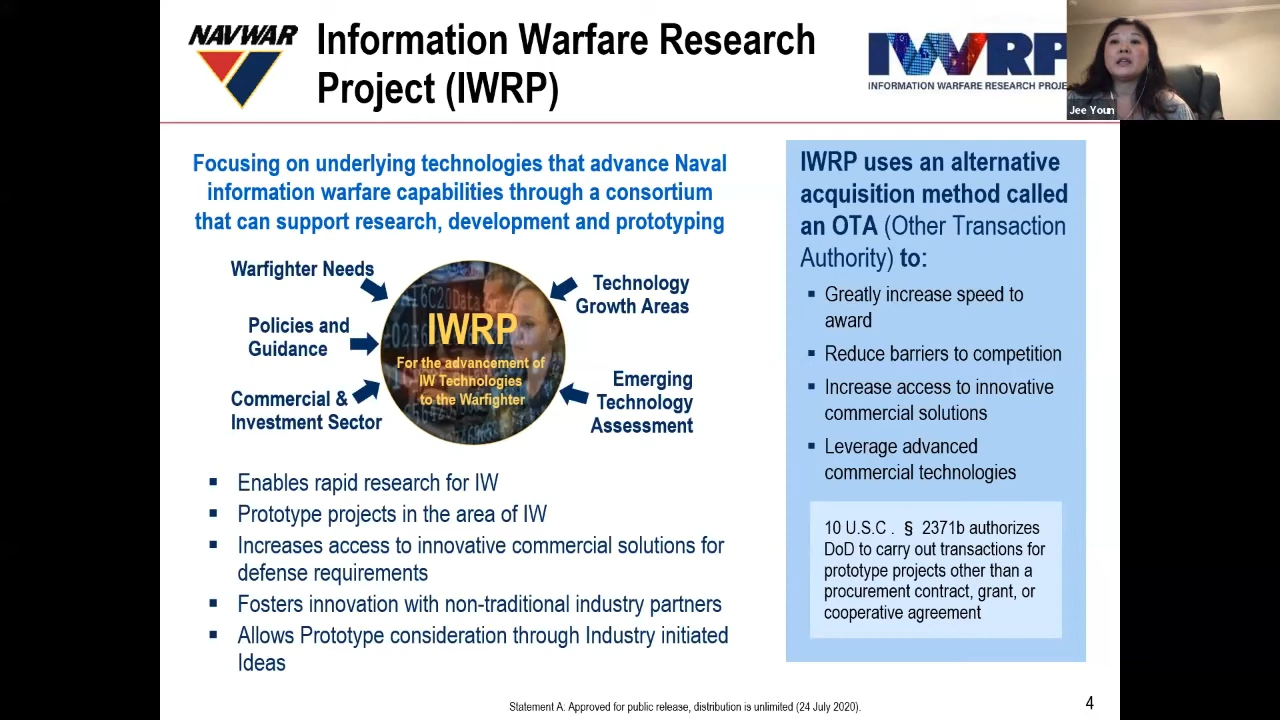 NAVWAR
Information Warfare Research
Project (IWRP)
IWRP
INFORMATION WARFARE RESEARCH
Jee Youn
Focusing on underlying technologies that advance Naval
information warfare capabilities through a consortium
that can support research, development and prototyping
Warfighter Needs
Policies and
Guidance
Commercial &
Investment Sector
IWRP
For the advancement of
IW Technologies
to the Warfighter
Technology
Growth Areas
Emerging
Technology
Assessment
▪ Enables rapid research for IW
▪ Prototype projects in the area of IW
▪ Increases access to innovative commercial solutions for
defense requirements
▪ Fosters innovation with non-traditional industry partners
▪ Allows Prototype consideration through Industry initiated
Ideas
IWRP uses an alternative
acquisition method called
an OTA (Other Transaction
Authority) to:
▪ Greatly increase speed to
award
▪ Reduce barriers to competition
▪ Increase access to innovative
commercial solutions
▪ Leverage advanced
commercial technologies
10 U.S.C . § 2371b authorizes
DoD to carry out transactions for
prototype projects other than a
procurement contract, grant, or
cooperative agreement
Statement A: Approved for public release, distribution is unlimited (24 July 2020).
4